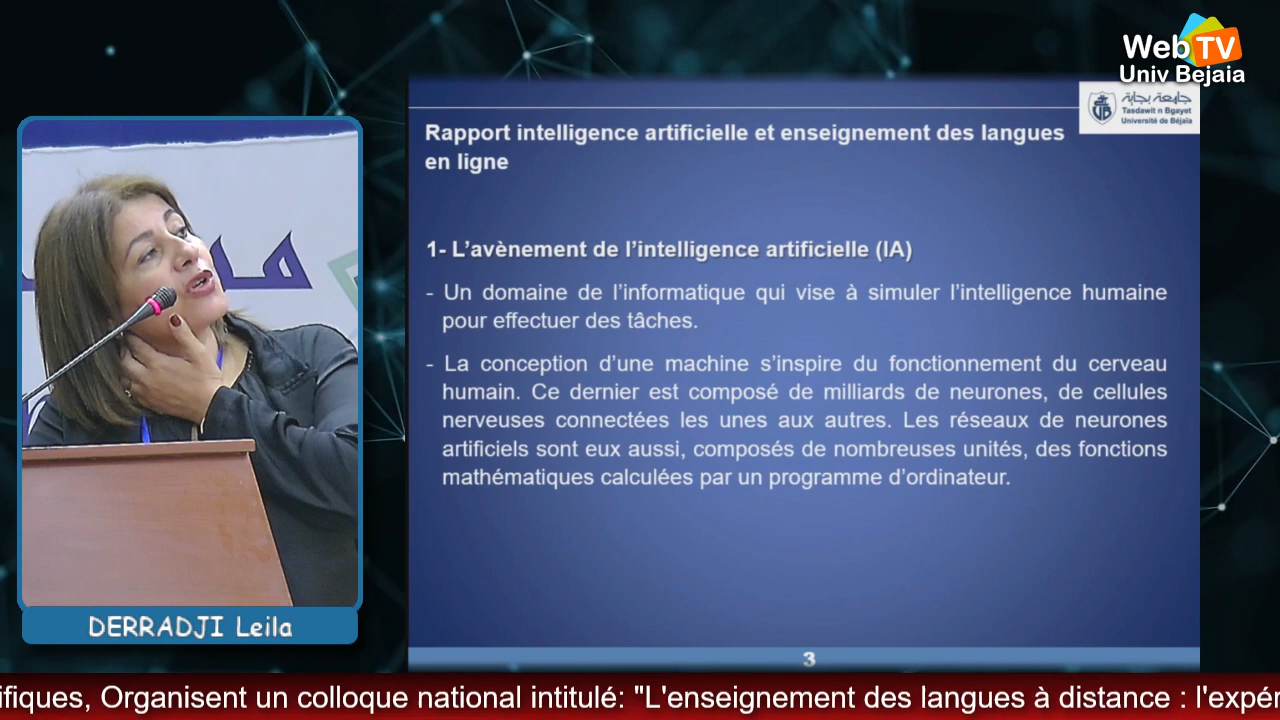 Web TV
Univ Bejaia
جامعة بجاية
Tasdawit n Bgayet
Université de Béjaïa
Rapport intelligence artificielle et enseignement des langues
en ligne
1- L’avènement de l’intelligence artificielle (IA)
- Un domaine de l’informatique qui vise à simuler l’intelligence humaine
pour effectuer des tâches.
- La conception d’une machine s’inspire du fonctionnement du cerveau
humain. Ce dernier est composé de milliards de neurones, de cellules
nerveuses connectées les unes aux autres. Les réseaux de neurones
artificiels sont eux aussi, composés de nombreuses unités, des fonctions
mathématiques calculées par un programme d’ordinateur.
3
DERRADJI Leila
ifiques, Organisent un colloque national intitulé: "L'enseignement des langues à distance : l'expér